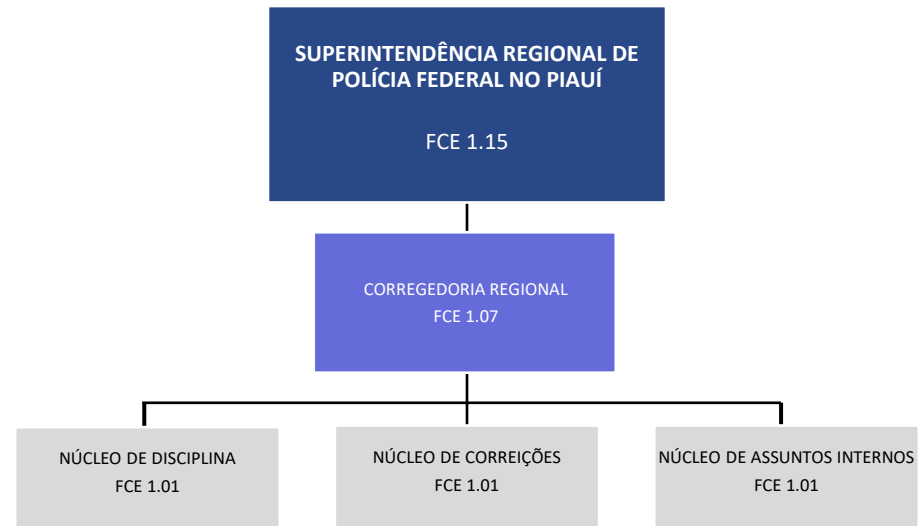 SUPERINTENDÊNCIA REGIONAL DE
POLÍCIA FEDERAL NO PIAUÍ
FCE 1.15
CORREGEDORIA REGIONAL
FCE 1.07
NÚCLEO DE DISCIPLINA
FCE 1.01
NÚCLEO DE CORREIÇÕES
FCE 1.01
NÚCLEO DE ASSUNTOS INTERNOS
FCE 1.01